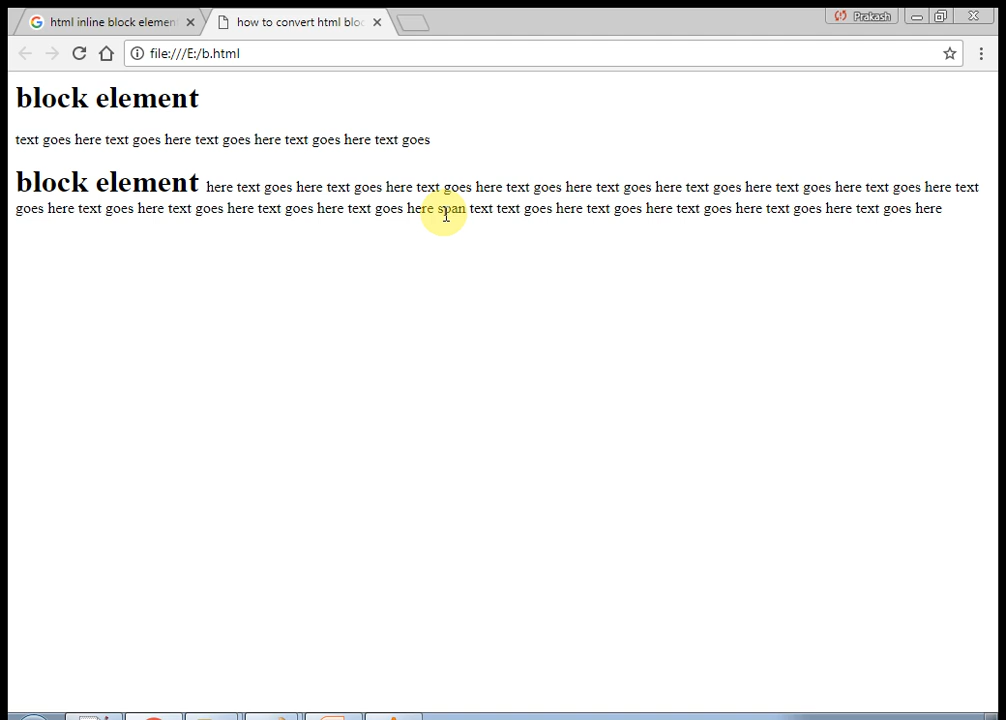 html inline block elemen
how to convert html bloc
Prakash
file:///E:/b.html
block element
text goes here text goes here text goes here text goes here text goes
block element here text goes here text goes here text goes here text goes here text goes here text goes here text goes here text goes here text
goes here text goes here text goes here text goes here text goes here span text text goes here text goes here text goes here text goes here text goes here